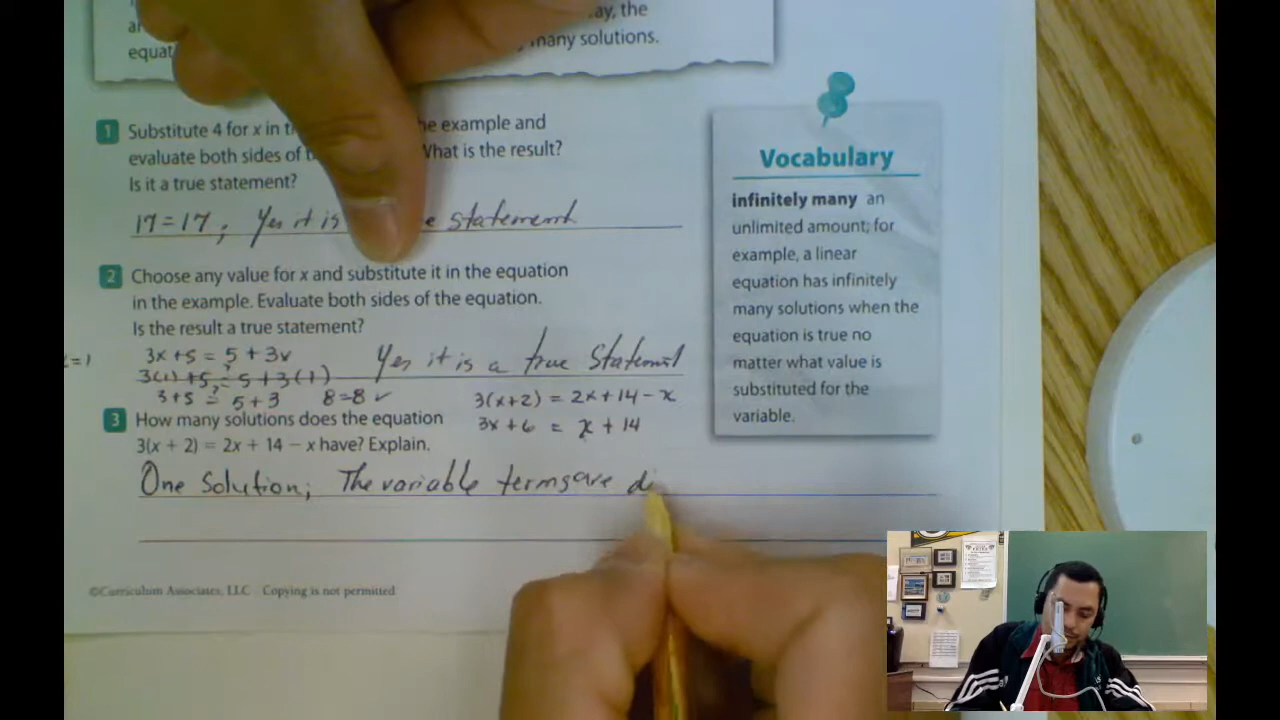 ay, the
equat
many solutions.
1 Substitute 4 for x in th he example and
evaluate both sides of What is the result?
Is it a true statement?
17 = 17 ; Yes it is e statement
2 Choose any value for x and substitute it in the equation
in the example. Evaluate both sides of the equation.
Is the result a true statement?
=1
3x + 5 = 5 + 3x
Yes it is a true Statement
3(1) + 5 ≟ 5 + 3(1)
3 + 5 ≟ 5 + 3 8 = 8 ✓
3(x+2) = 2x + 14 - x
3x + 6 = x + 14
3 How many solutions does the equation
3(x + 2) = 2x + 14 − x have? Explain.
One Solution; The variable terms are di
©Curriculum Associates, LLC Copying is not permitted
Vocabulary
infinitely many an
unlimited amount; for
example, a linear
equation has infinitely
many solutions when the
equation is true no
matter what value is
substituted for the
variable.